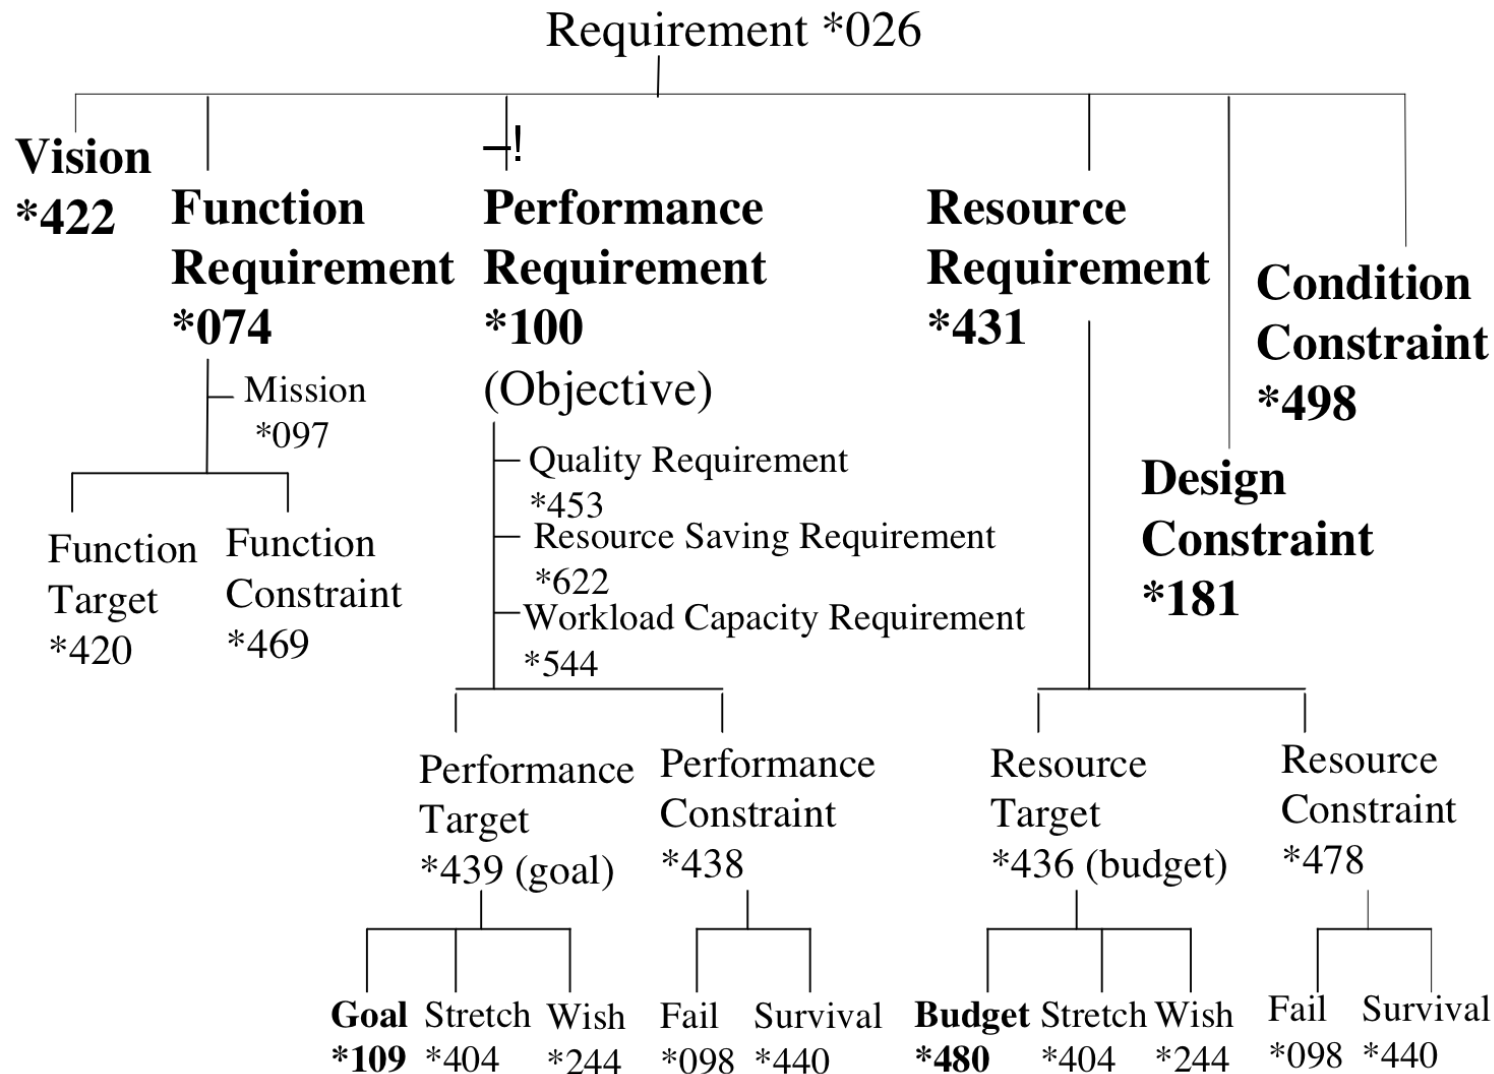 Requirement *026
–!
Vision
*422
Function
Requirement
*074
Performance
Requirement
*100
(Objective)
Resource
Requirement
*431
Condition
Constraint
*498
Design
Constraint
*181
Mission
*097
Function
Target
*420
Function
Constraint
*469
Quality Requirement
*453
Resource Saving Requirement
*622
Workload Capacity Requirement
*544
Performance
Target
*439 (goal)
Performance
Constraint
*438
Resource
Target
*436 (budget)
Resource
Constraint
*478
Goal
*109
Stretch
*404
Wish
*244
Fail
*098
Survival
*440
Budget
*480
Stretch
*404
Wish
*244
Fail
*098
Survival
*440